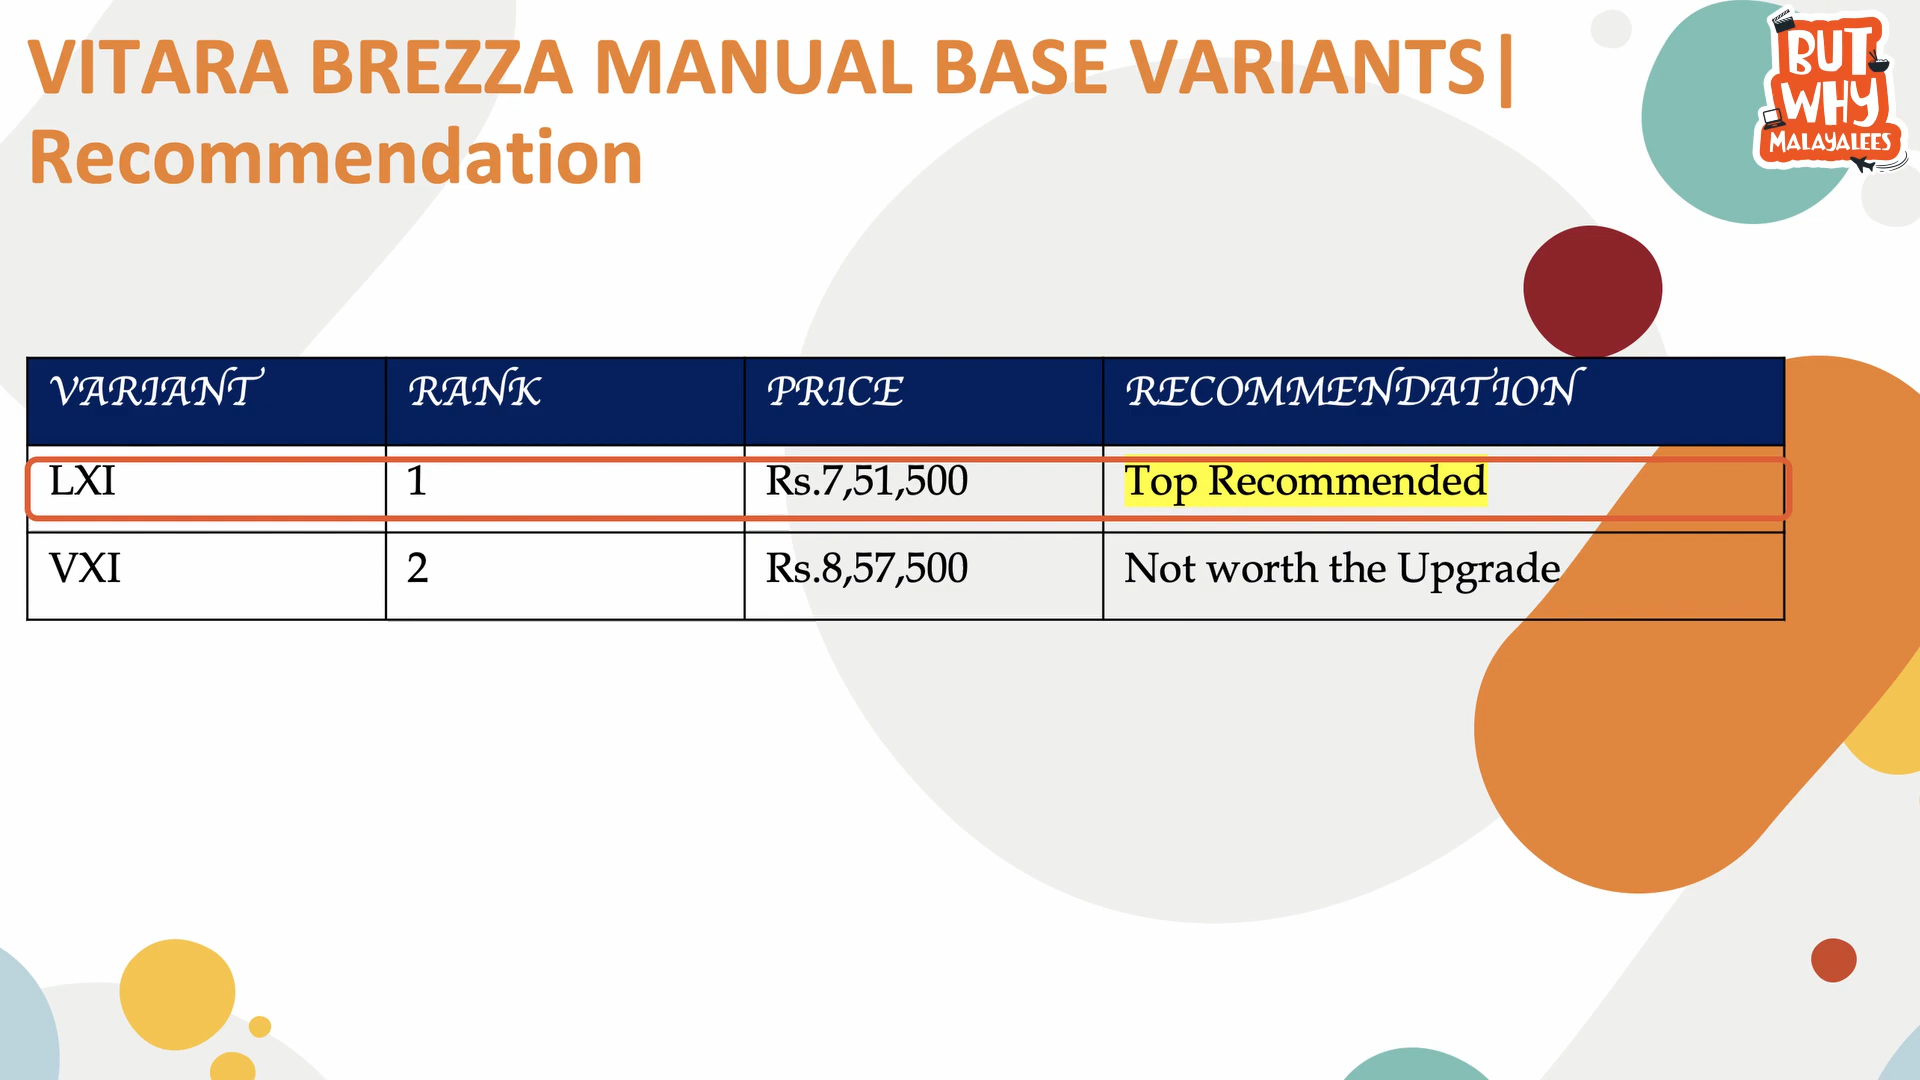 VITARA BREZZA MANUAL BASE VARIANTS|
Recommendation
BUT
WHY
MALAYALEES
VARIANT RANK PRICE RECOMMENDATION
LXI 1 Rs.7,51,500 Top Recommended
VXI 2 Rs.8,57,500 Not worth the Upgrade